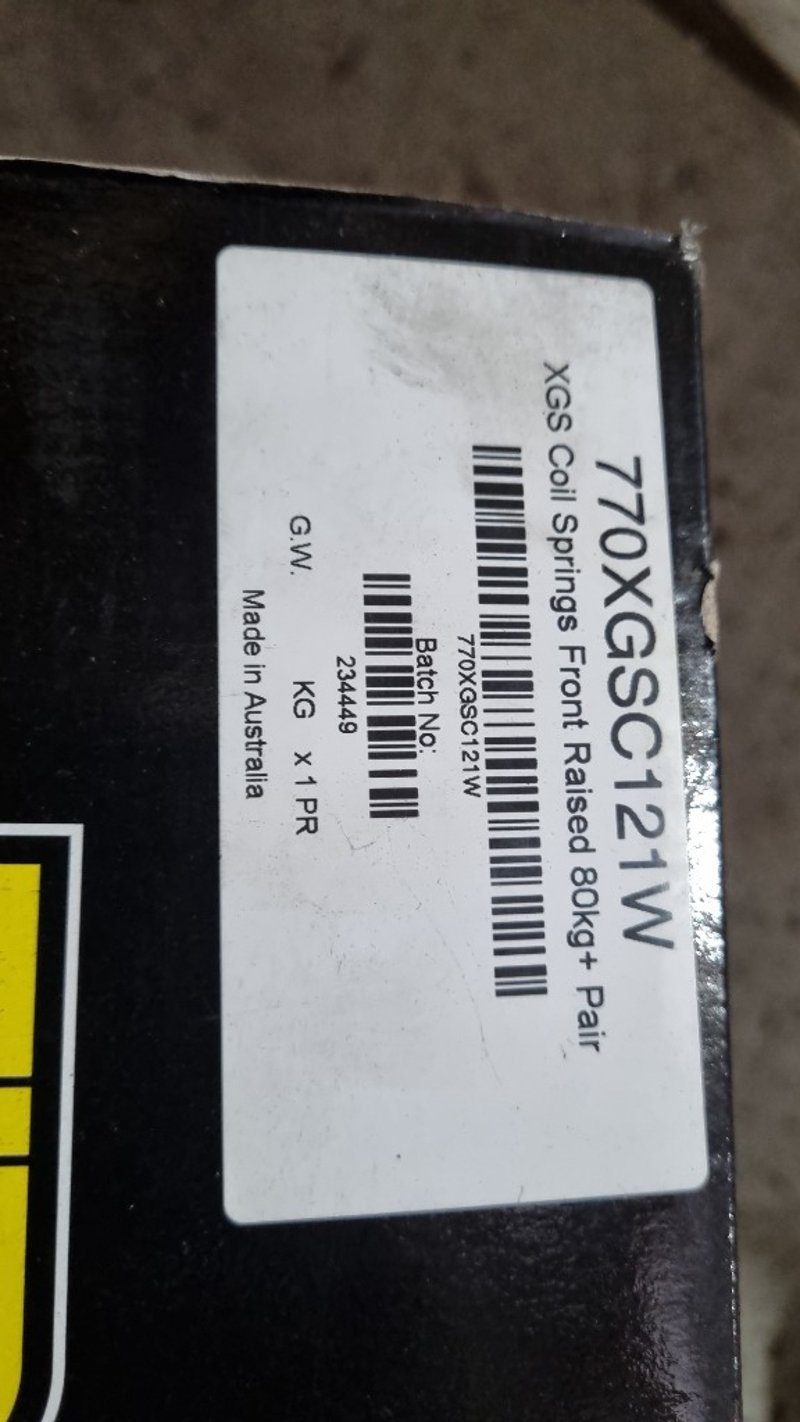 770XGSC121W
XGS Coil Springs Front Raised 80kg+ Pair
770XGSC121W
Batch No:
234449
G.W. KG x 1 PR
Made in Australia